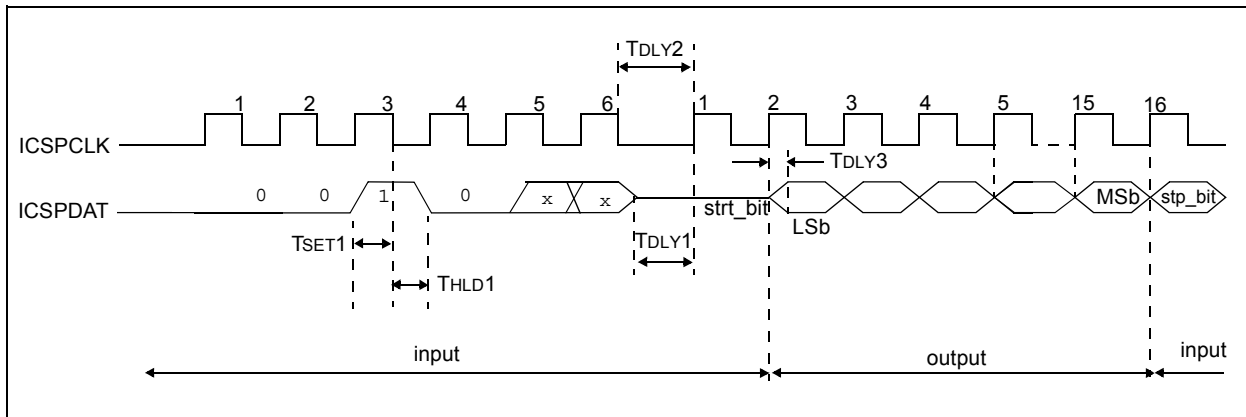 TDLY2
1 2 3 4 5 6 1 2 3 4 5 15 16
ICSPCLK
TDLY3
ICSPDAT
0 0 1 0 x x strt_bit MSb stp_bit
LSb
TSET1
TDLY1
THLD1
input output input